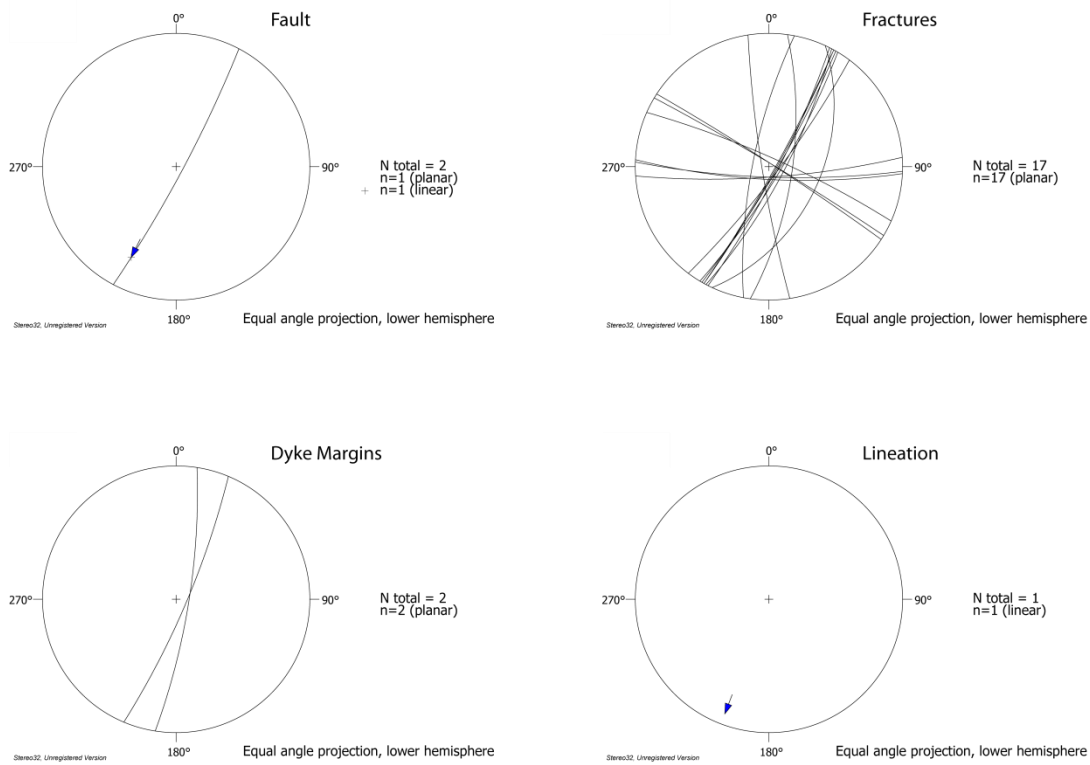 Fault
0°
270°
90°
N total = 2
n=1 (planar)
n=1 (linear)
180°
Stereo32, Unregistered Version
Equal angle projection, lower hemisphere
Fractures
0°
270°
90°
N total = 17
n=17 (planar)
180°
Stereo32, Unregistered Version
Equal angle projection, lower hemisphere
Dyke Margins
0°
270°
90°
N total = 2
n=2 (planar)
180°
Stereo32, Unregistered Version
Equal angle projection, lower hemisphere
Lineation
0°
270°
90°
N total = 1
n=1 (linear)
180°
Stereo32, Unregistered Version
Equal angle projection, lower hemisphere